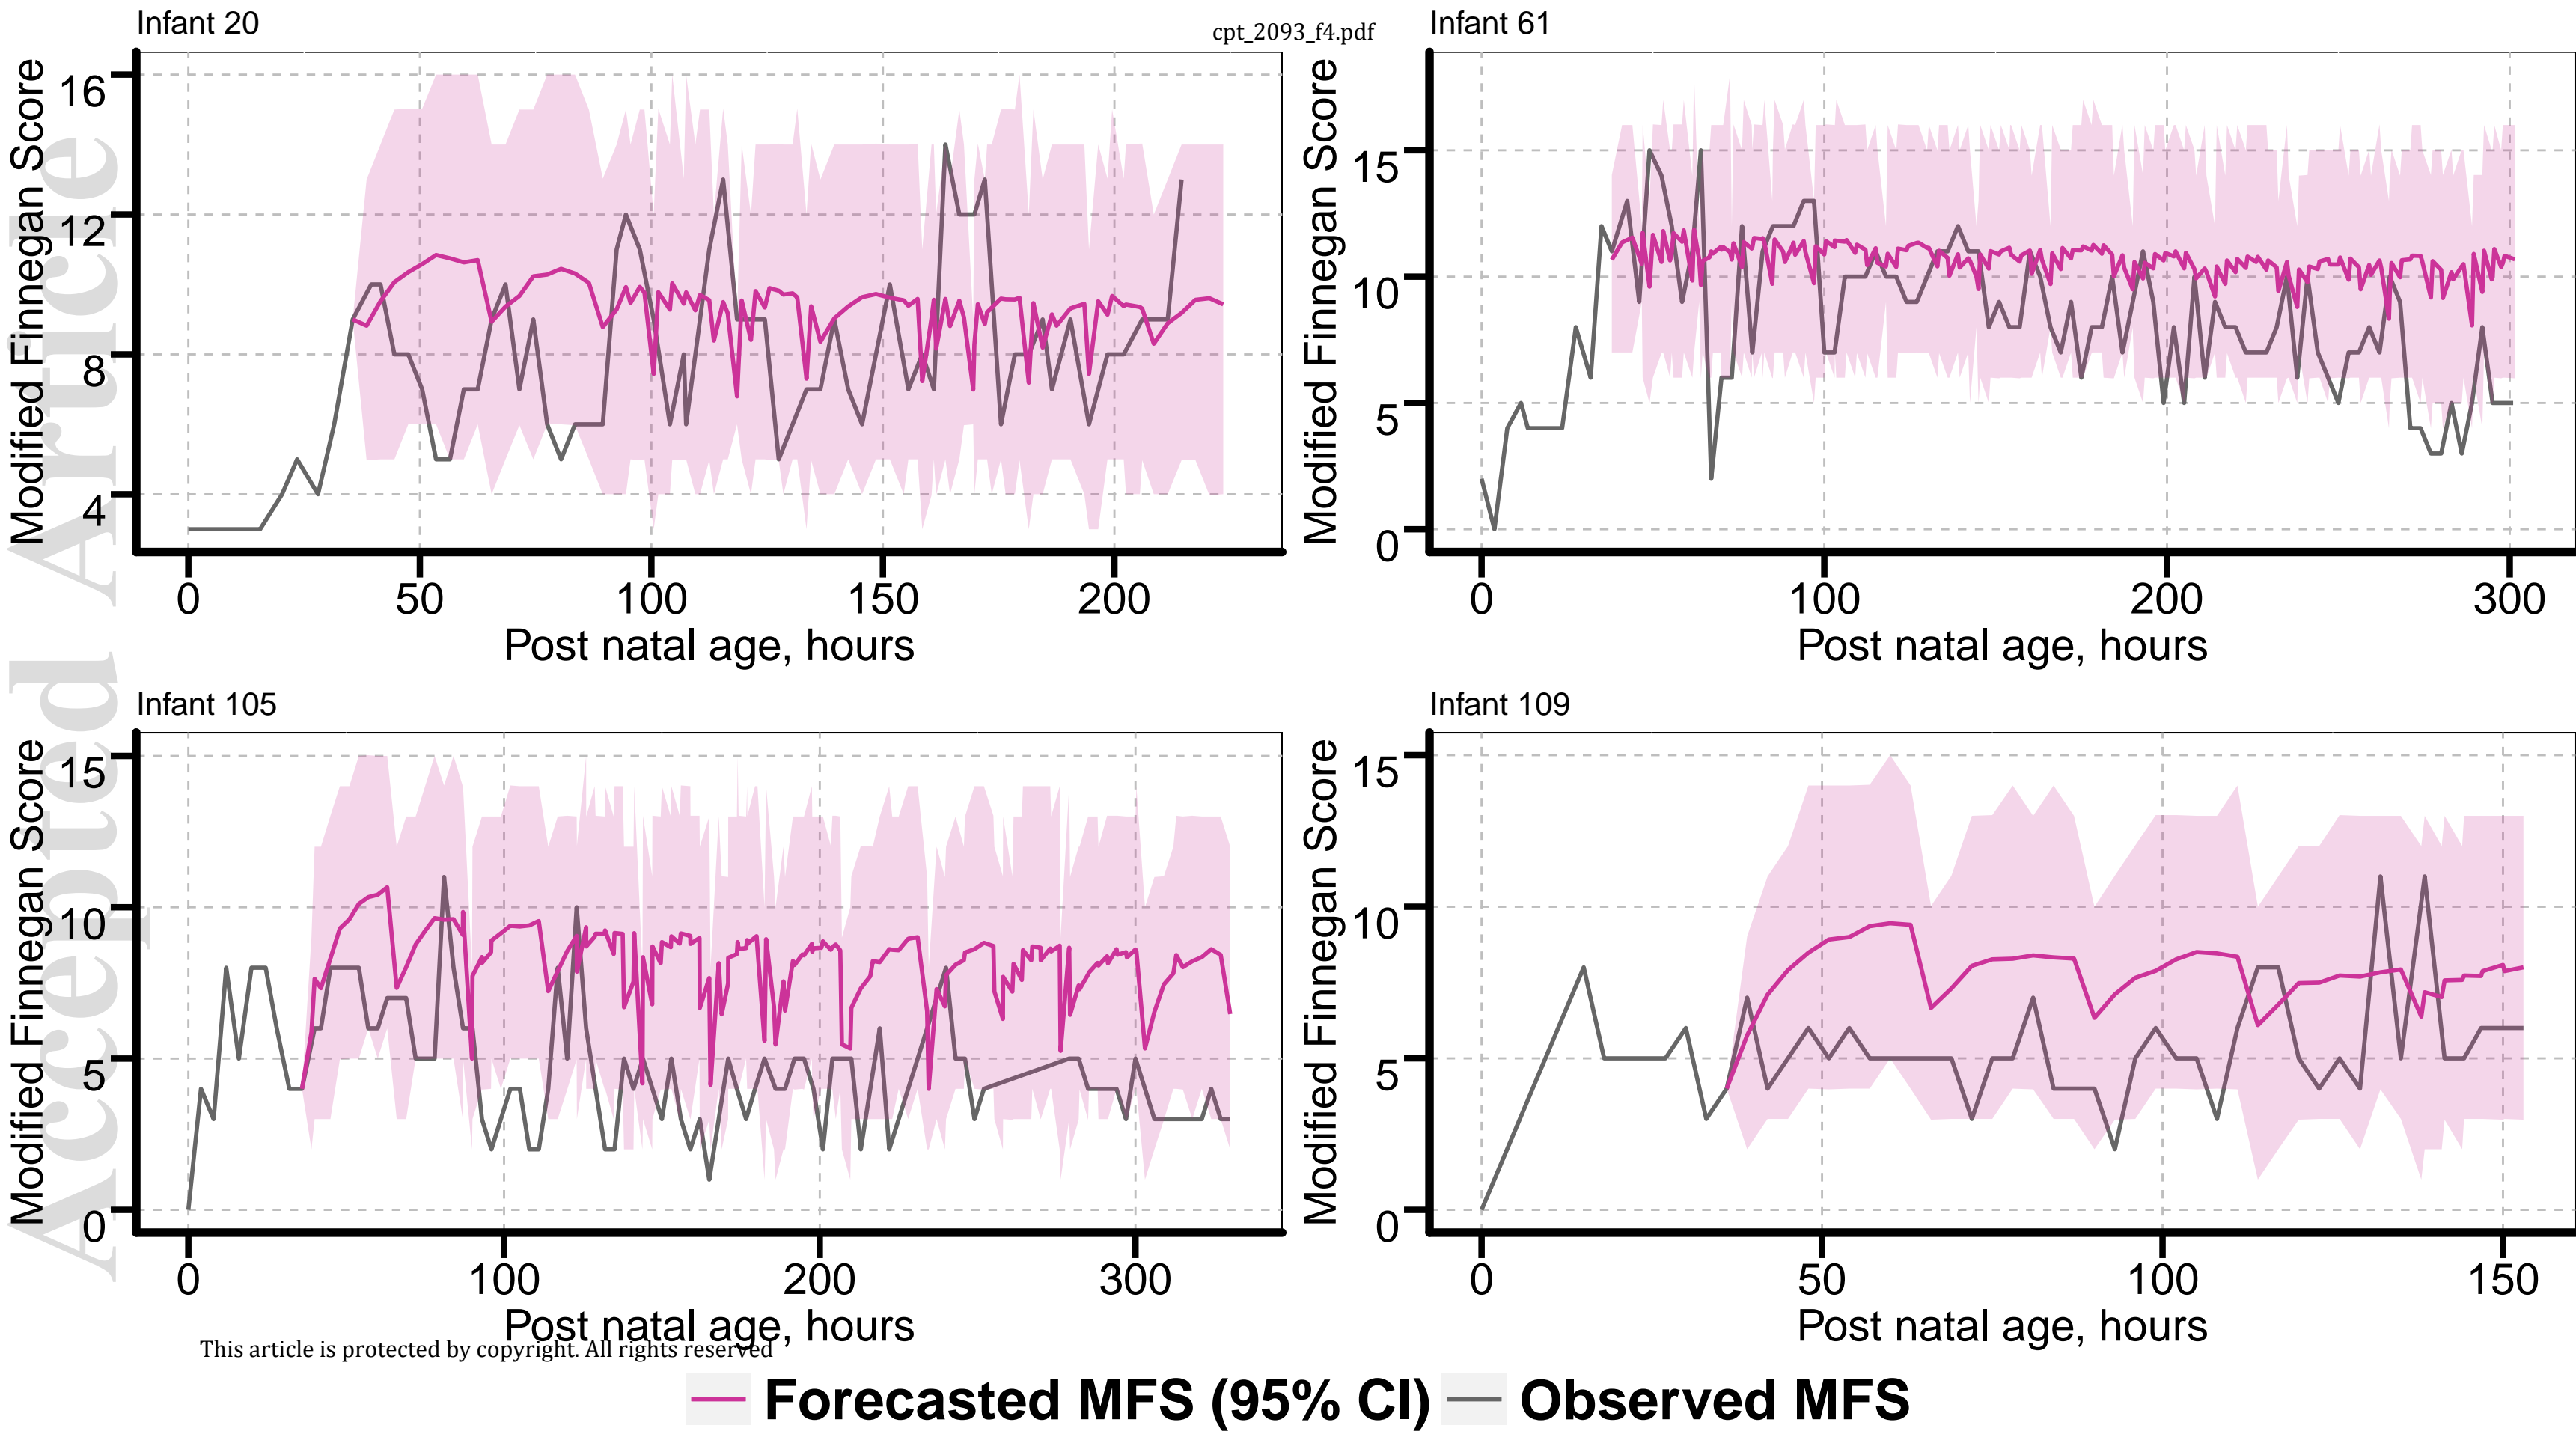 cpt_2093_f4.pdf
Infant 20
Modified Finnegan Score
16
12
8
4
0 50 100 150 200
Post natal age, hours
Infant 61
Modified Finnegan Score
15
10
5
0
0 100 200 300
Post natal age, hours
Infant 105
Modified Finnegan Score
15
10
5
0
0 100 200 300
Post natal age, hours
Infant 109
Modified Finnegan Score
15
10
5
0
0 50 100 150
Post natal age, hours
Accepted Article
This article is protected by copyright. All rights reserved
Forecasted MFS (95% CI) Observed MFS